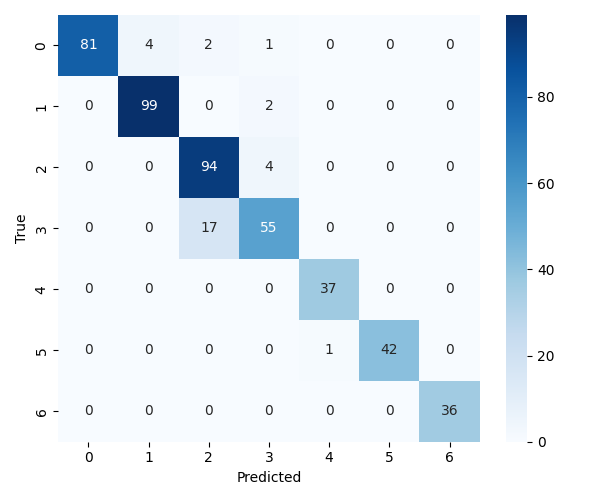 0 81 4 2 1 0 0 0
1 0 99 0 2 0 0 0
2 0 0 94 4 0 0 0
3 0 0 17 55 0 0 0
4 0 0 0 0 37 0 0
5 0 0 0 0 1 42 0
6 0 0 0 0 0 0 36
0 1 2 3 4 5 6
Predicted
True
80
60
40
20
0